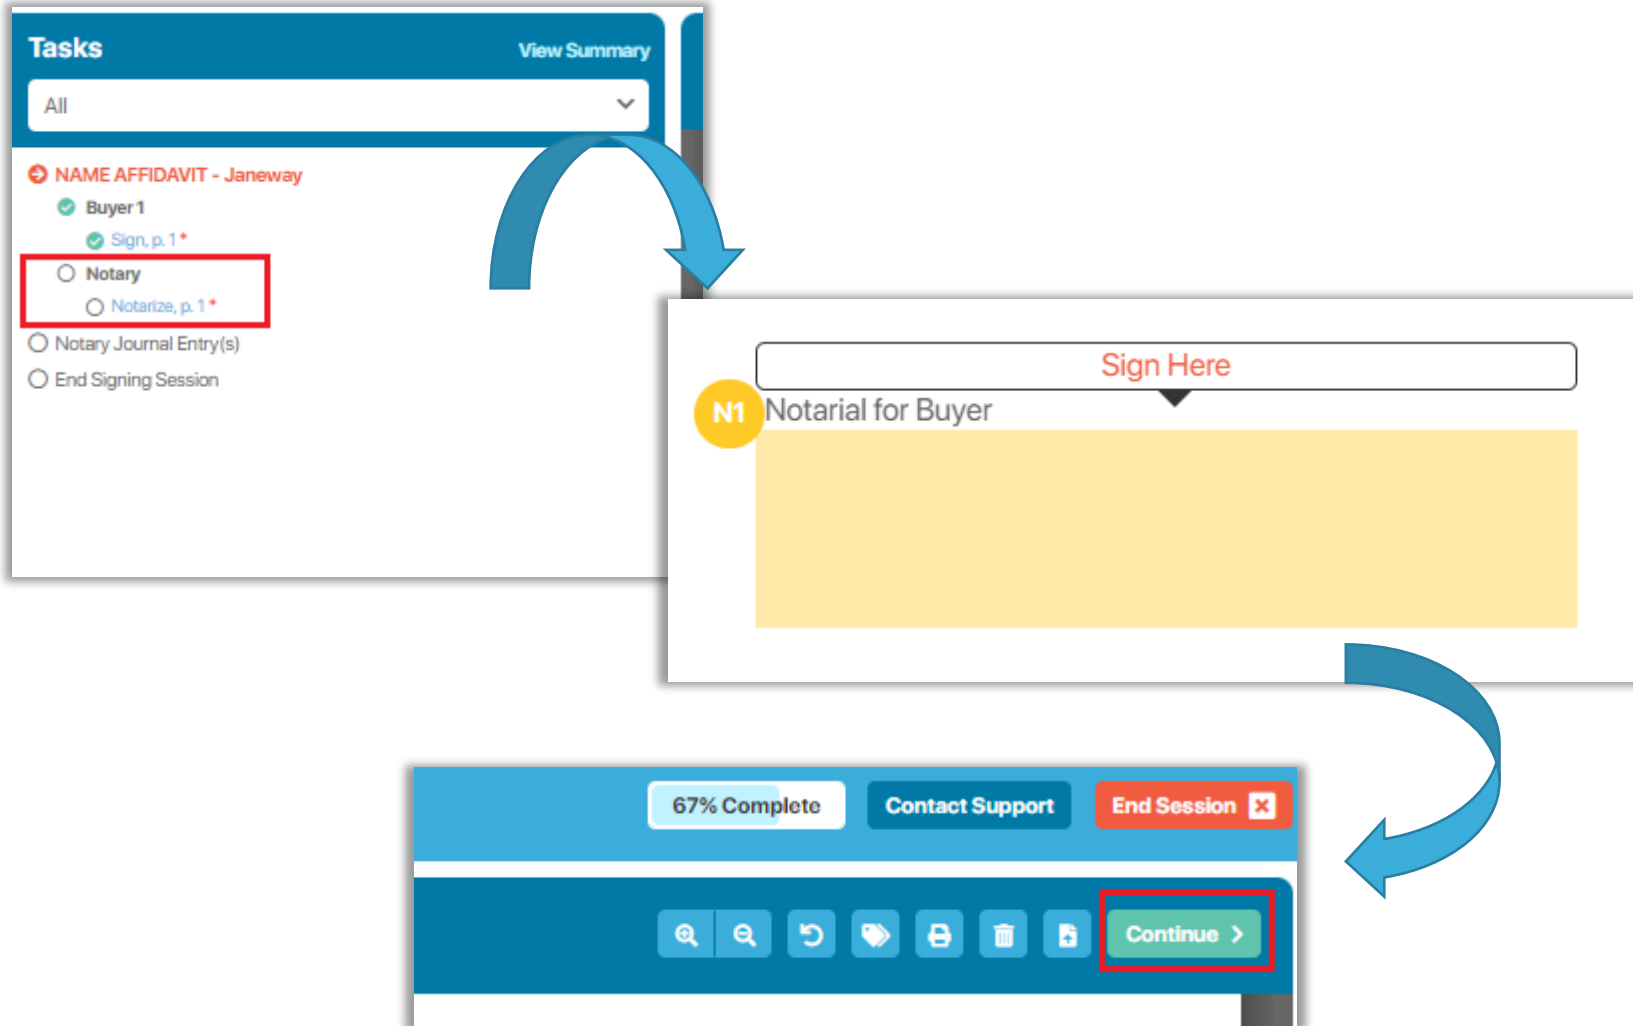 Tasks
View Summary
All
NAME AFFIDAVIT - Janeway
Buyer 1
Sign, p. 1 *
Notary
Notarize, p. 1 *
Notary Journal Entry(s)
End Signing Session
Sign Here
N1
Notarial for Buyer
67% Complete
Contact Support
End Session
Continue